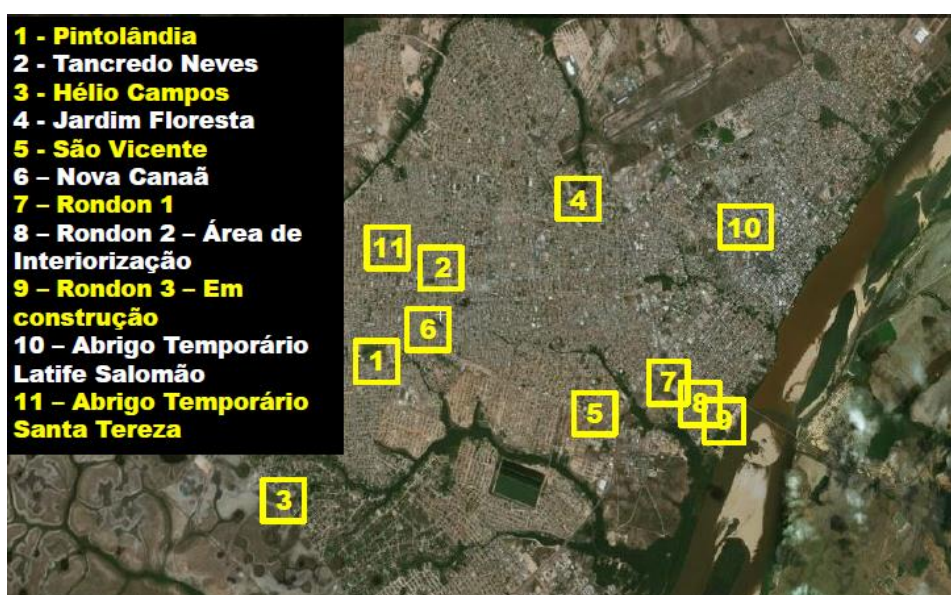 1 - Pintolândia
2 - Tancredo Neves
3 - Hélio Campos
4 - Jardim Floresta
5 - São Vicente
6 – Nova Canaã
7 – Rondon 1
8 – Rondon 2 – Área de
Interiorização
9 – Rondon 3 – Em
construção
10 – Abrigo Temporário
Latife Salomão
11 – Abrigo Temporário
Santa Tereza
4
10
11
2
6
1
7
8
9
5
3